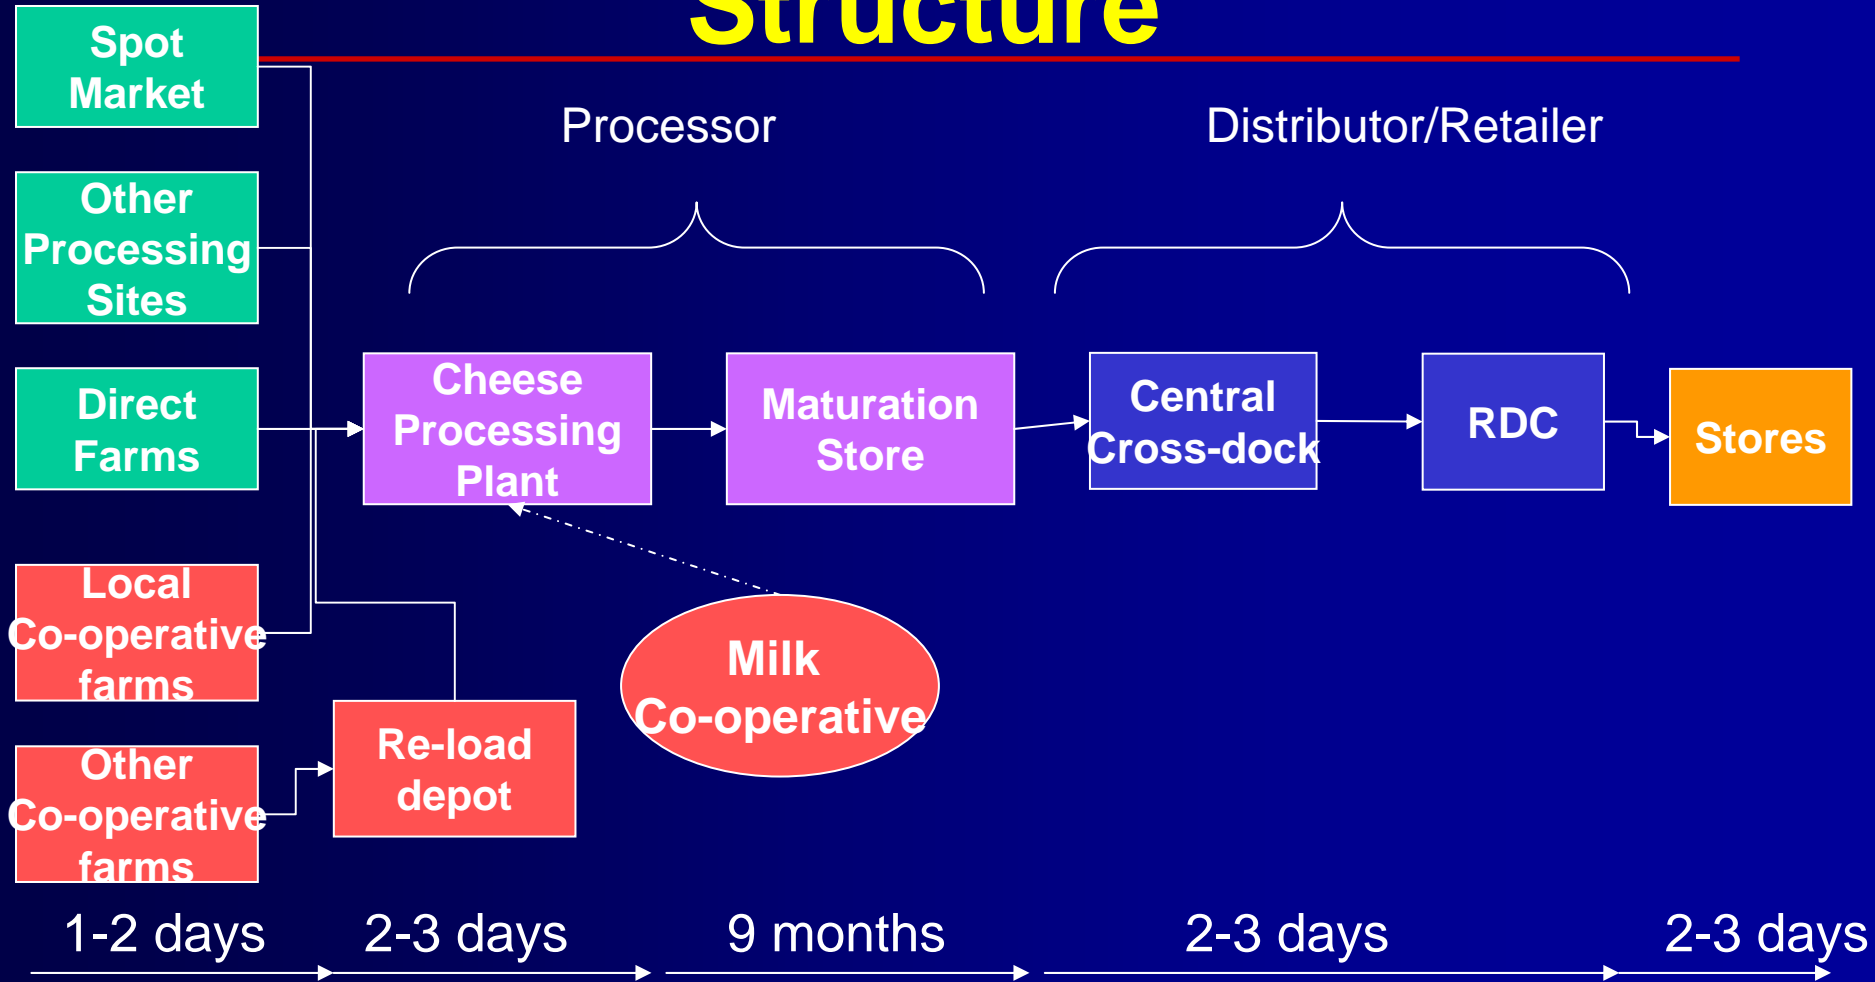 Structure
Spot
Market
Processor
Distributor/Retailer
Other
Processing
Sites
Direct
Farms
Cheese
Processing
Plant
Maturation
Store
Central
Cross-dock
RDC
Stores
Local
Co-operative
farms
Milk
Co-operative
Other
Co-operative
farms
Re-load
depot
1-2 days
2-3 days
9 months
2-3 days
2-3 days